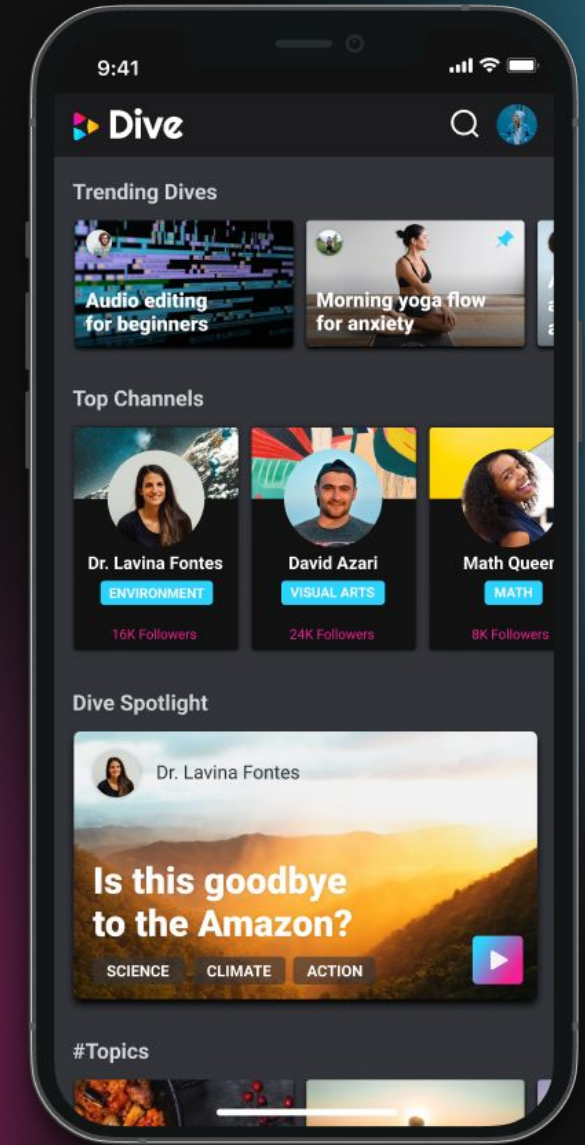 9:41
Dive
Trending Dives
Audio editing
for beginners
Morning yoga flow
for anxiety
Top Channels
Dr. Lavina Fontes
ENVIRONMENT
16K Followers
David Azari
VISUAL ARTS
24K Followers
Math Queen
MATH
8K Followers
Dive Spotlight
Dr. Lavina Fontes
Is this goodbye
to the Amazon?
SCIENCE CLIMATE ACTION
#Topics